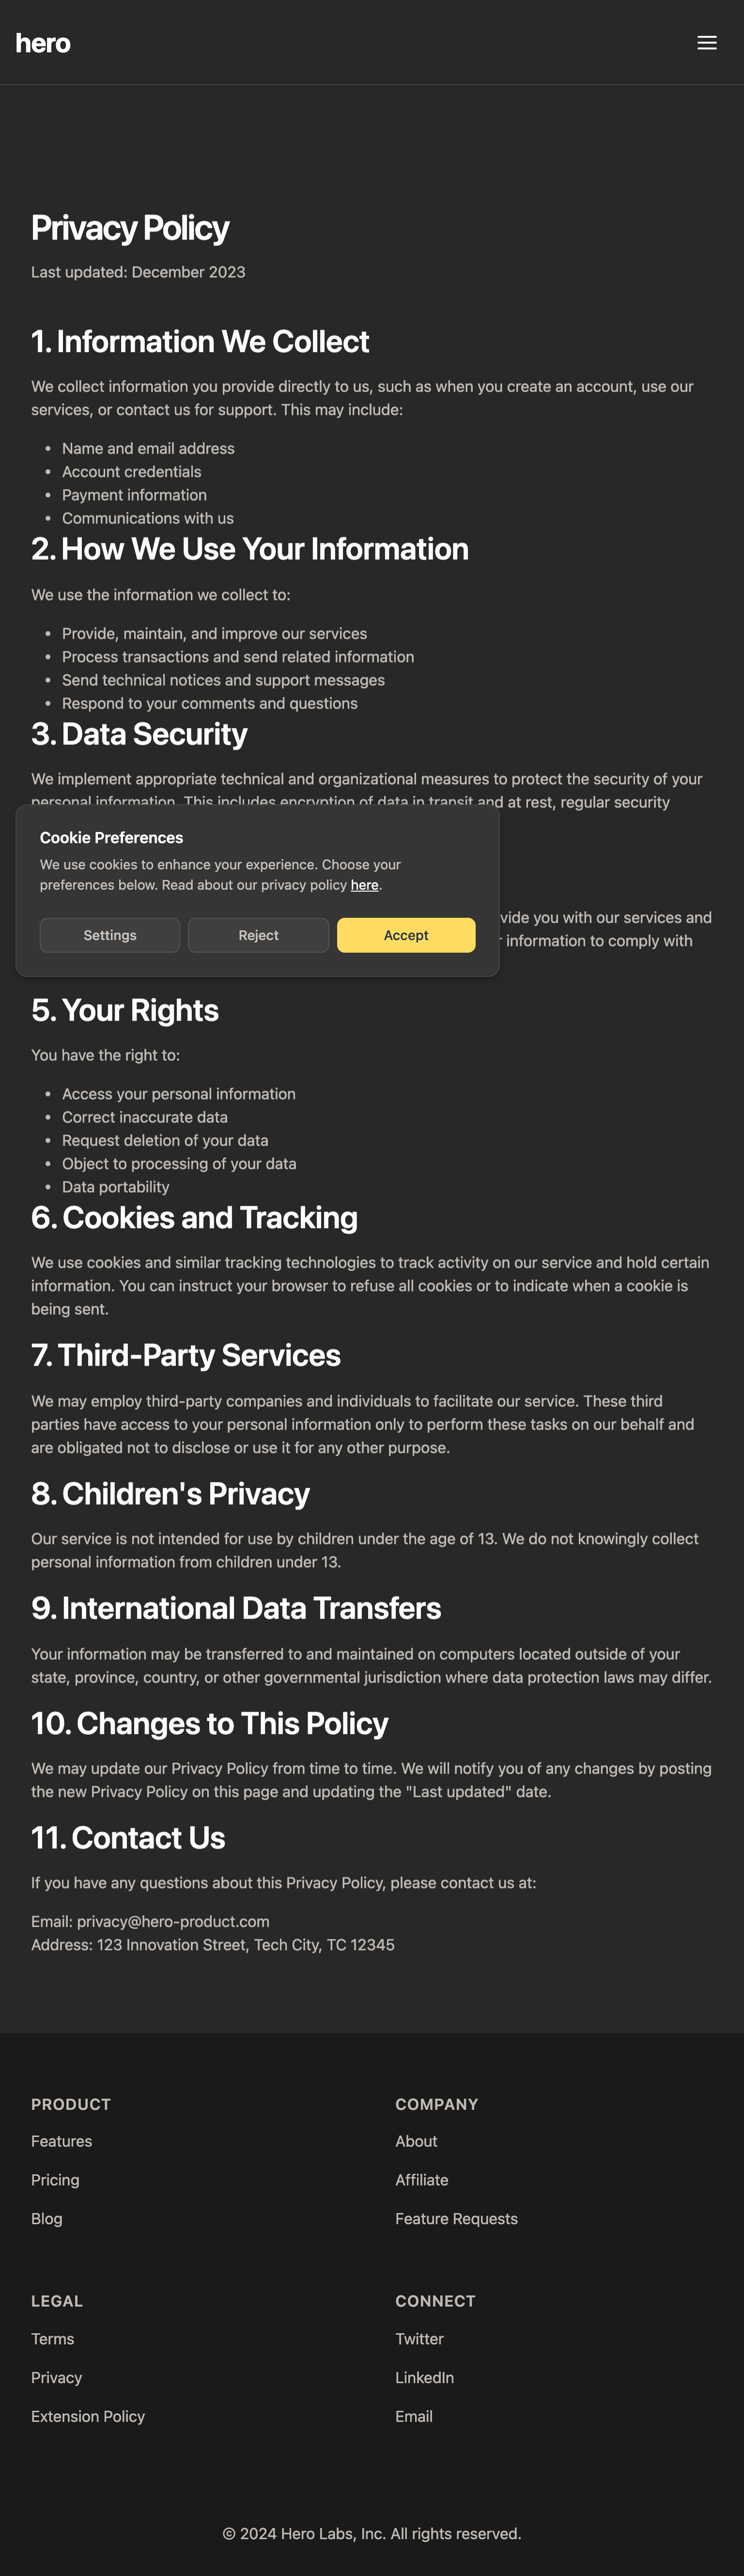 hero
Privacy Policy
Last updated: December 2023
1. Information We Collect
We collect information you provide directly to us, such as when you create an account, use our
services, or contact us for support. This may include:
• Name and email address
• Account credentials
• Payment information
• Communications with us
2. How We Use Your Information
We use the information we collect to:
• Provide, maintain, and improve our services
• Process transactions and send related information
• Send technical notices and support messages
• Respond to your comments and questions
3. Data Security
We implement appropriate technical and organizational measures to protect the security of your
personal information. This includes encryption of data in transit and at rest, regular security
Cookie Preferences
We use cookies to enhance your experience. Choose your
preferences below. Read about our privacy policy here.
Settings
Reject
Accept
you with our services and
information to comply with
5. Your Rights
You have the right to:
• Access your personal information
• Correct inaccurate data
• Request deletion of your data
• Object to processing of your data
• Data portability
6. Cookies and Tracking
We use cookies and similar tracking technologies to track activity on our service and hold certain
information. You can instruct your browser to refuse all cookies or to indicate when a cookie is
being sent.
7. Third-Party Services
We may employ third-party companies and individuals to facilitate our service. These third
parties have access to your personal information only to perform these tasks on our behalf and
are obligated not to disclose or use it for any other purpose.
8. Children's Privacy
Our service is not intended for use by children under the age of 13. We do not knowingly collect
personal information from children under 13.
9. International Data Transfers
Your information may be transferred to and maintained on computers located outside of your
state, province, country, or other governmental jurisdiction where data protection laws may differ.
10. Changes to This Policy
We may update our Privacy Policy from time to time. We will notify you of any changes by posting
the new Privacy Policy on this page and updating the "Last updated" date.
11. Contact Us
If you have any questions about this Privacy Policy, please contact us at:
Email: privacy@hero-product.com
Address: 123 Innovation Street, Tech City, TC 12345
PRODUCT
Features
Pricing
Blog
COMPANY
About
Affiliate
Feature Requests
LEGAL
Terms
Privacy
Extension Policy
CONNECT
Twitter
LinkedIn
Email
© 2024 Hero Labs, Inc. All rights reserved.